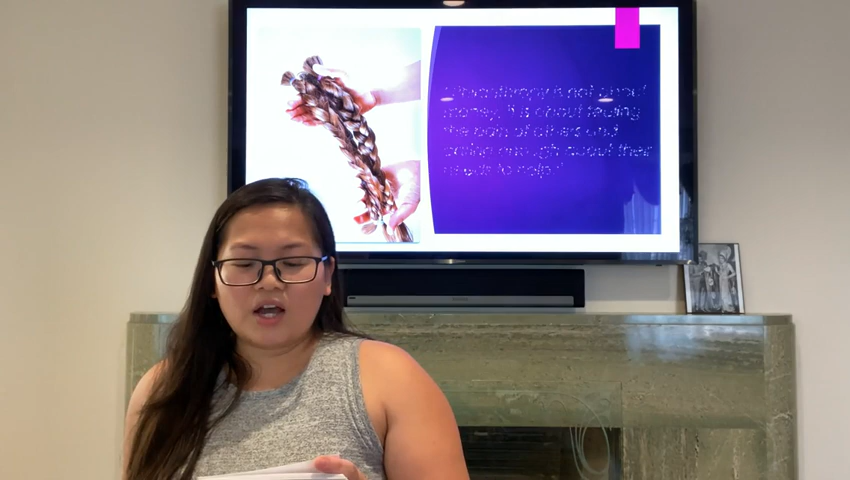 "Philanthropy is not about
money, it is about feeling
the pain of others and
caring enough about their
needs to help."